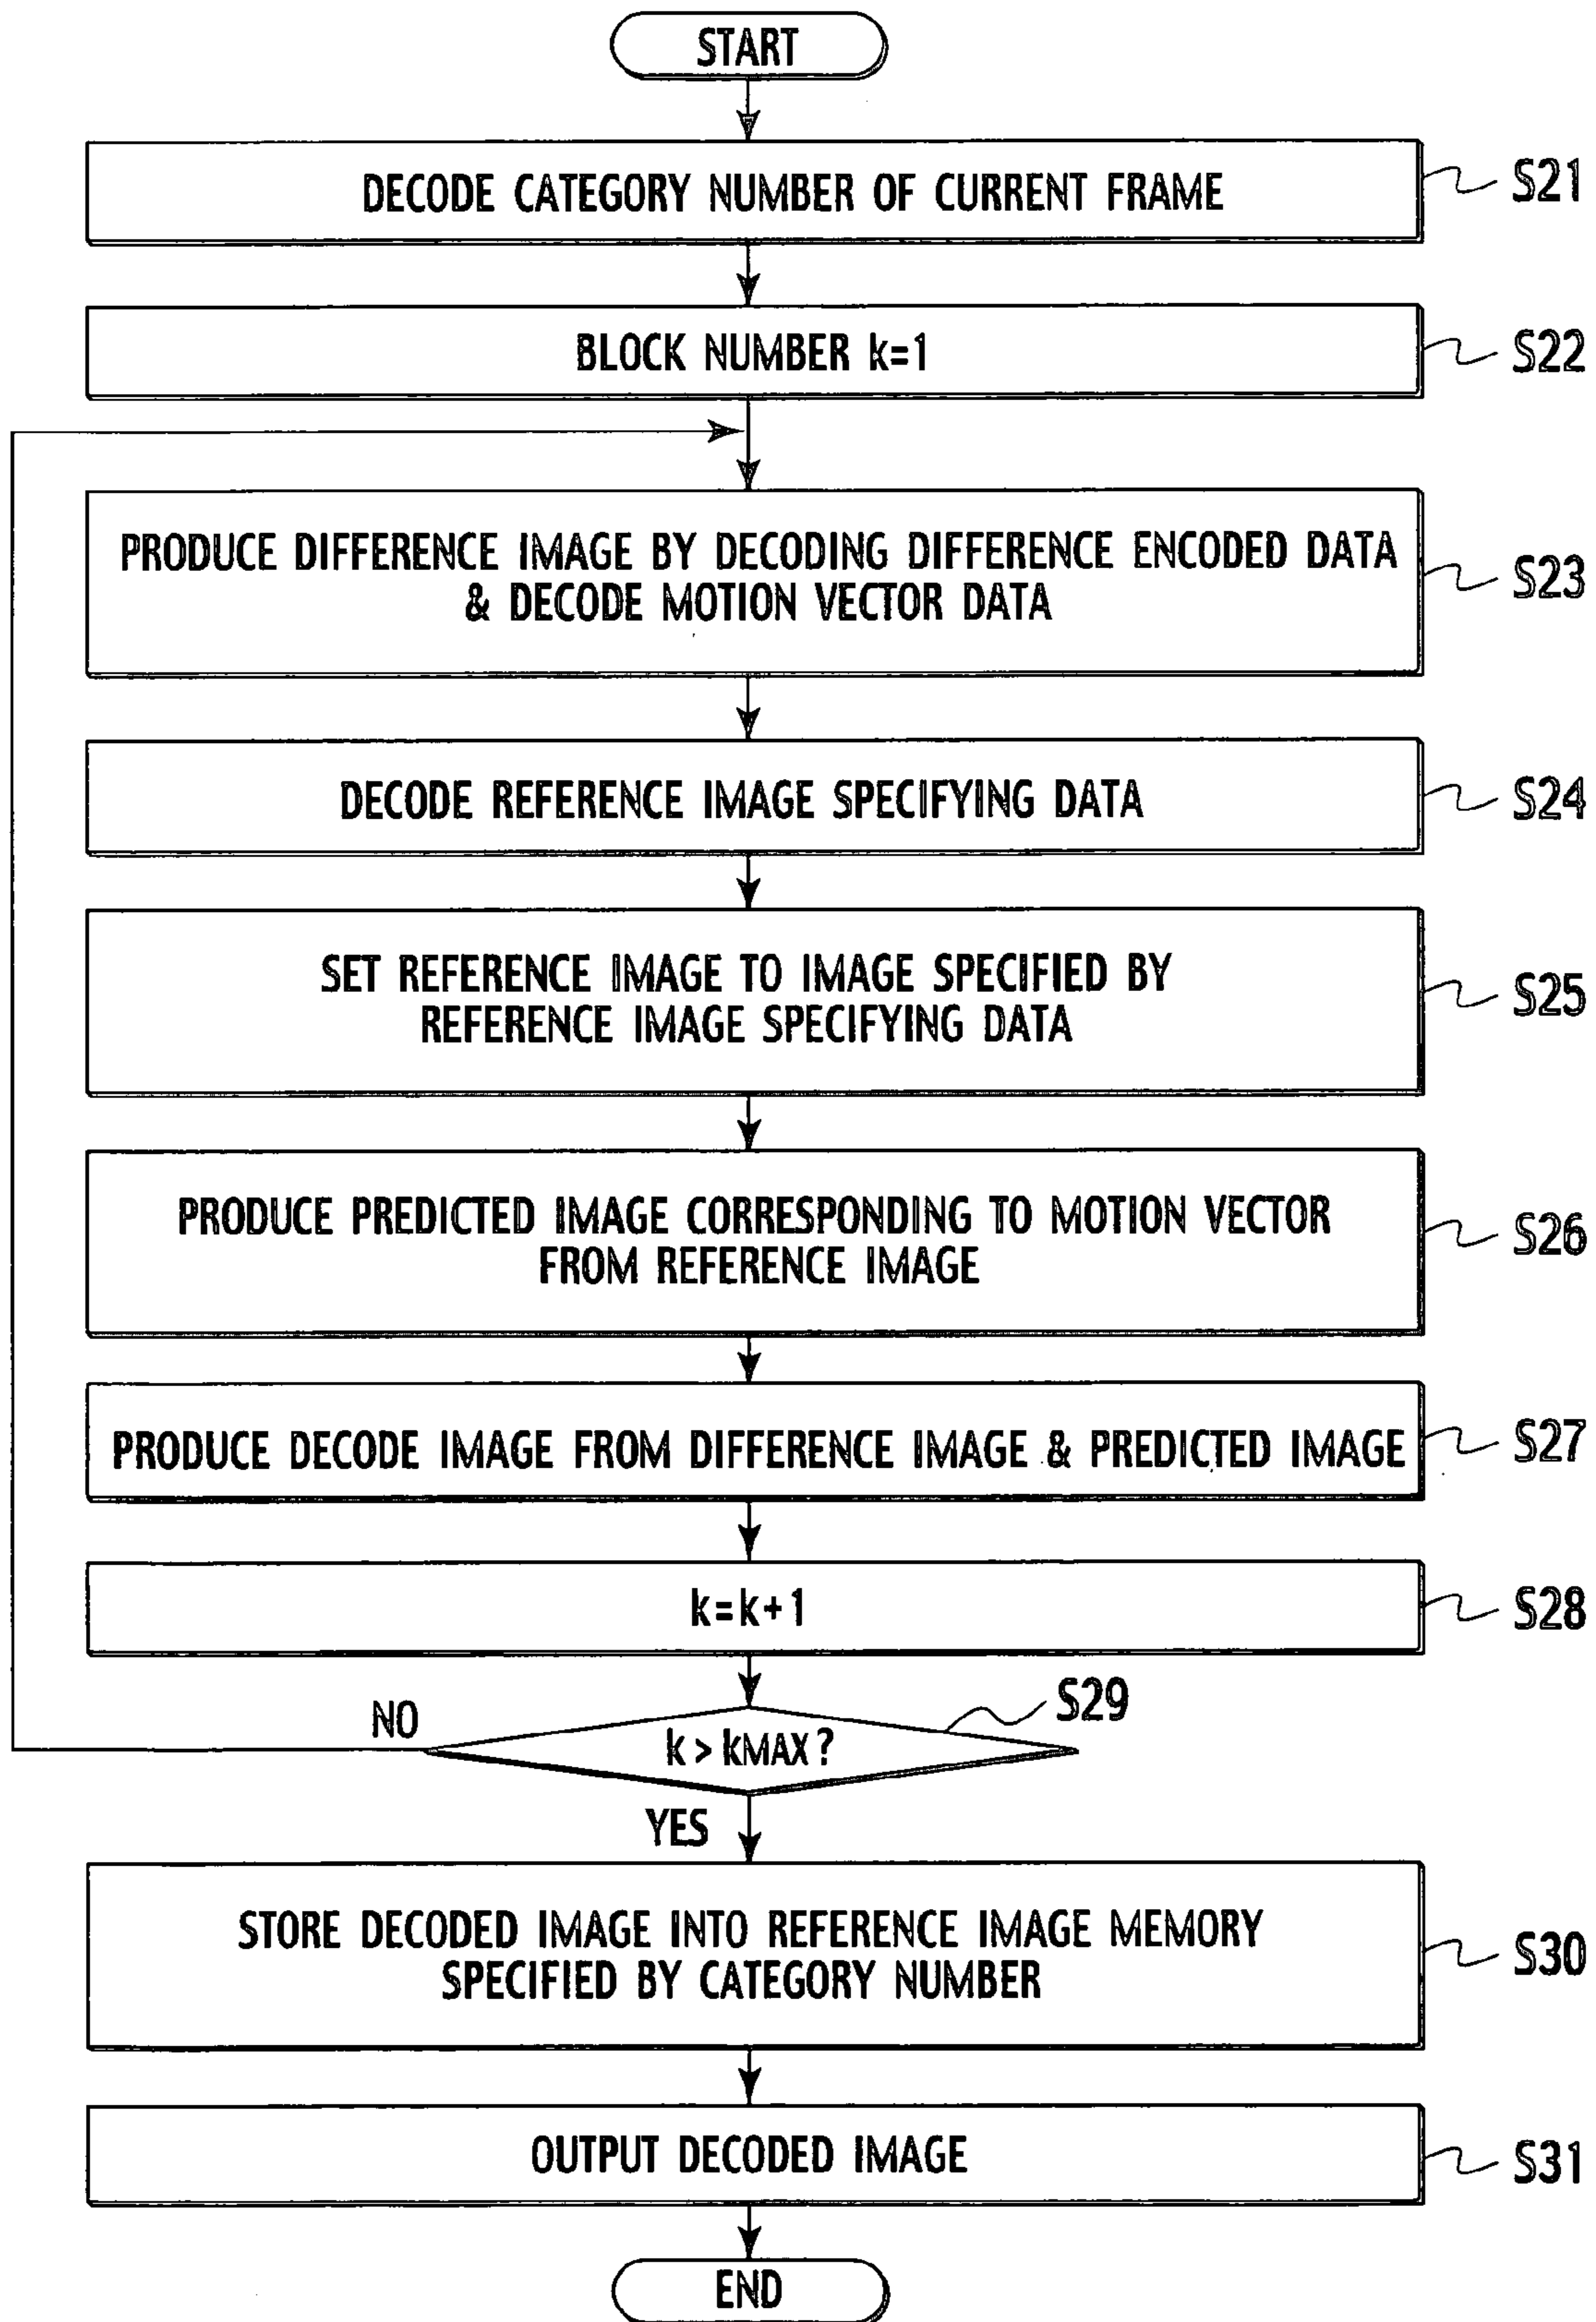 START
DECODE CATEGORY NUMBER OF CURRENT FRAME
S21
BLOCK NUMBER k=1
S22
PRODUCE DIFFERENCE IMAGE BY DECODING DIFFERENCE ENCODED DATA
& DECODE MOTION VECTOR DATA
S23
DECODE REFERENCE IMAGE SPECIFYING DATA
S24
SET REFERENCE IMAGE TO IMAGE SPECIFIED BY
REFERENCE IMAGE SPECIFYING DATA
S25
PRODUCE PREDICTED IMAGE CORRESPONDING TO MOTION VECTOR
FROM REFERENCE IMAGE
S26
PRODUCE DECODE IMAGE FROM DIFFERENCE IMAGE & PREDICTED IMAGE
S27
k=k+1
S28
S29
NO
k > kMAX?
YES
STORE DECODED IMAGE INTO REFERENCE IMAGE MEMORY
SPECIFIED BY CATEGORY NUMBER
S30
OUTPUT DECODED IMAGE
S31
END